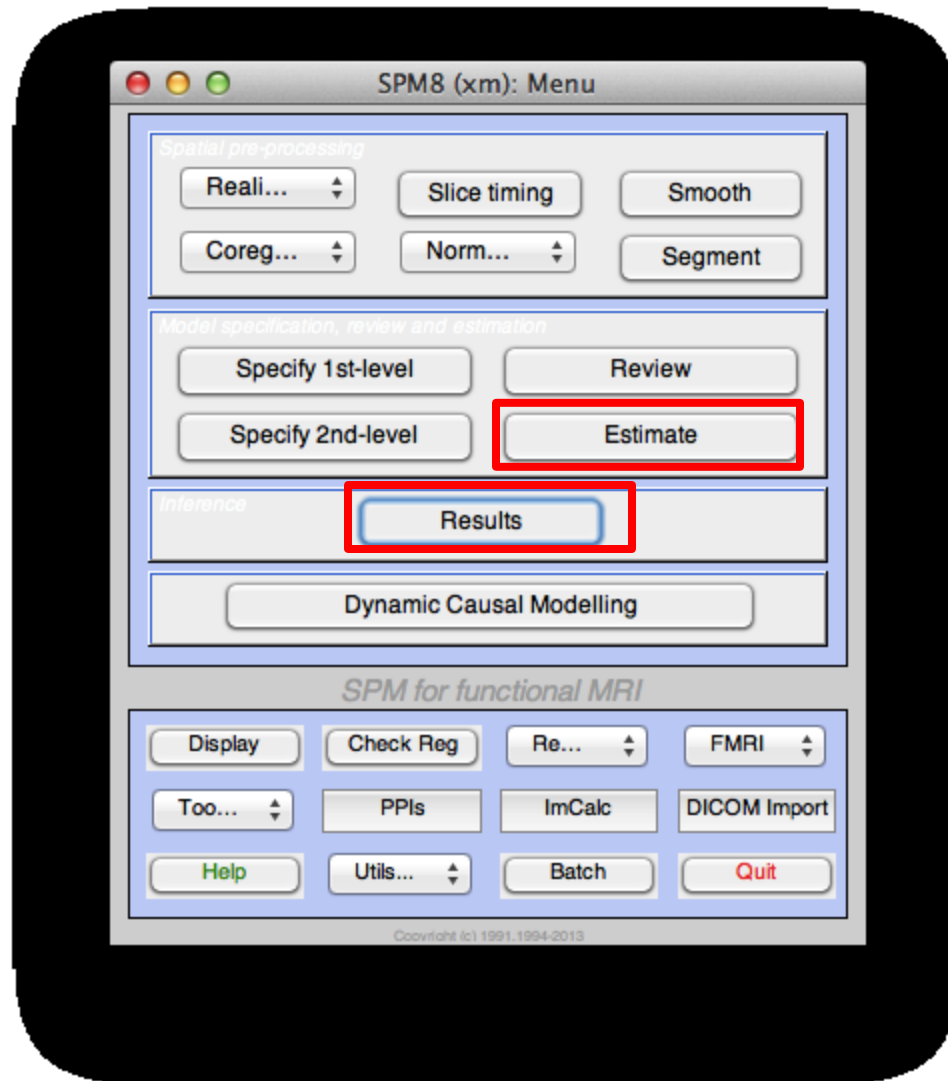 SPM8 (xm): Menu
Spatial pre-processing
Reali... Slice timing Smooth
Coreg... Norm... Segment
Model specification, review and estimation
Specify 1st-level Review
Specify 2nd-level Estimate
Inference
Results
Dynamic Causal Modelling
SPM for functional MRI
Display Check Reg Re... FMRI
Too... PPIs ImCalc DICOM Import
Help Utils... Batch Quit
Copyright (c) 1991,1994-2013